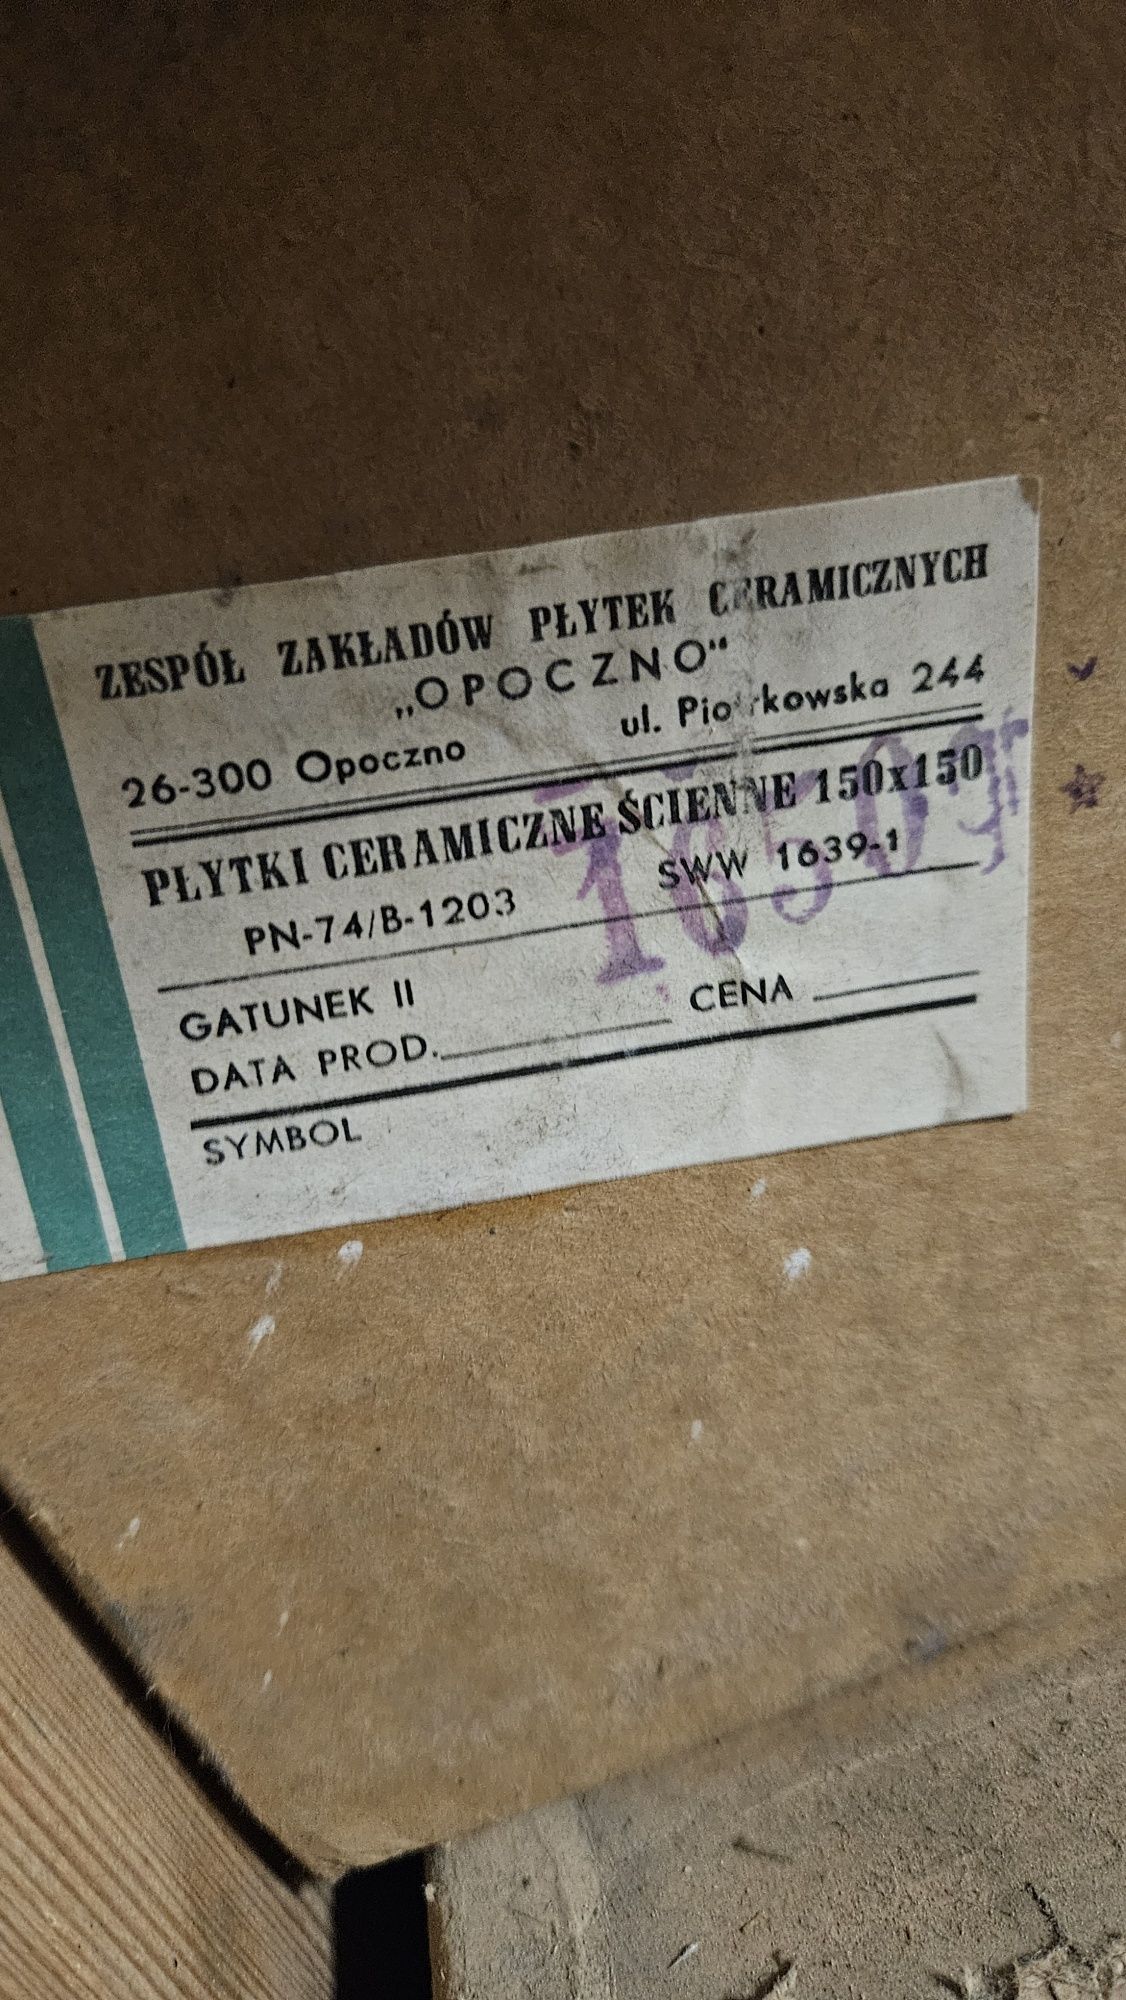 ZESPÓŁ ZAKŁADÓW PŁYTEK CERAMICZNYCH
„OPOCZNO“
26-300 Opoczno ul. Piotrkowska 244
PŁYTKI CERAMICZNE ŚCIENNE 150x150
PN-74/B-1203 SWW 1639-1
GATUNEK II
DATA PROD. CENA
SYMBOL